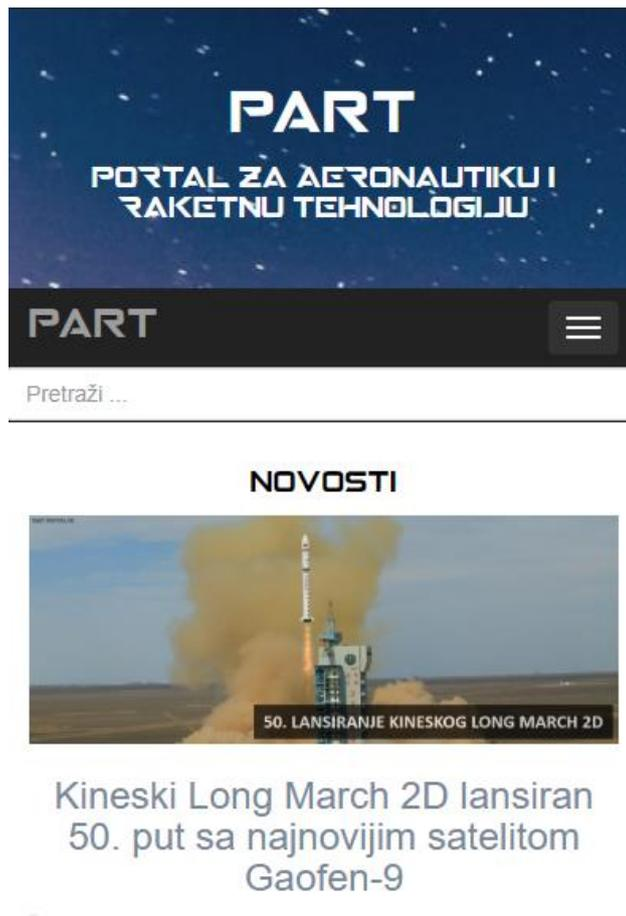 PART
PORTAL ZA AERONAUTIKU I
RAKETNU TEHNOLOGIJU
PART
Pretraži ...
NOVOSTI
50. LANSIRANJE KINESKOG LONG MARCH 2D
Kineski Long March 2D lansiran
50. put sa najnovijim satelitom
Gaofen-9